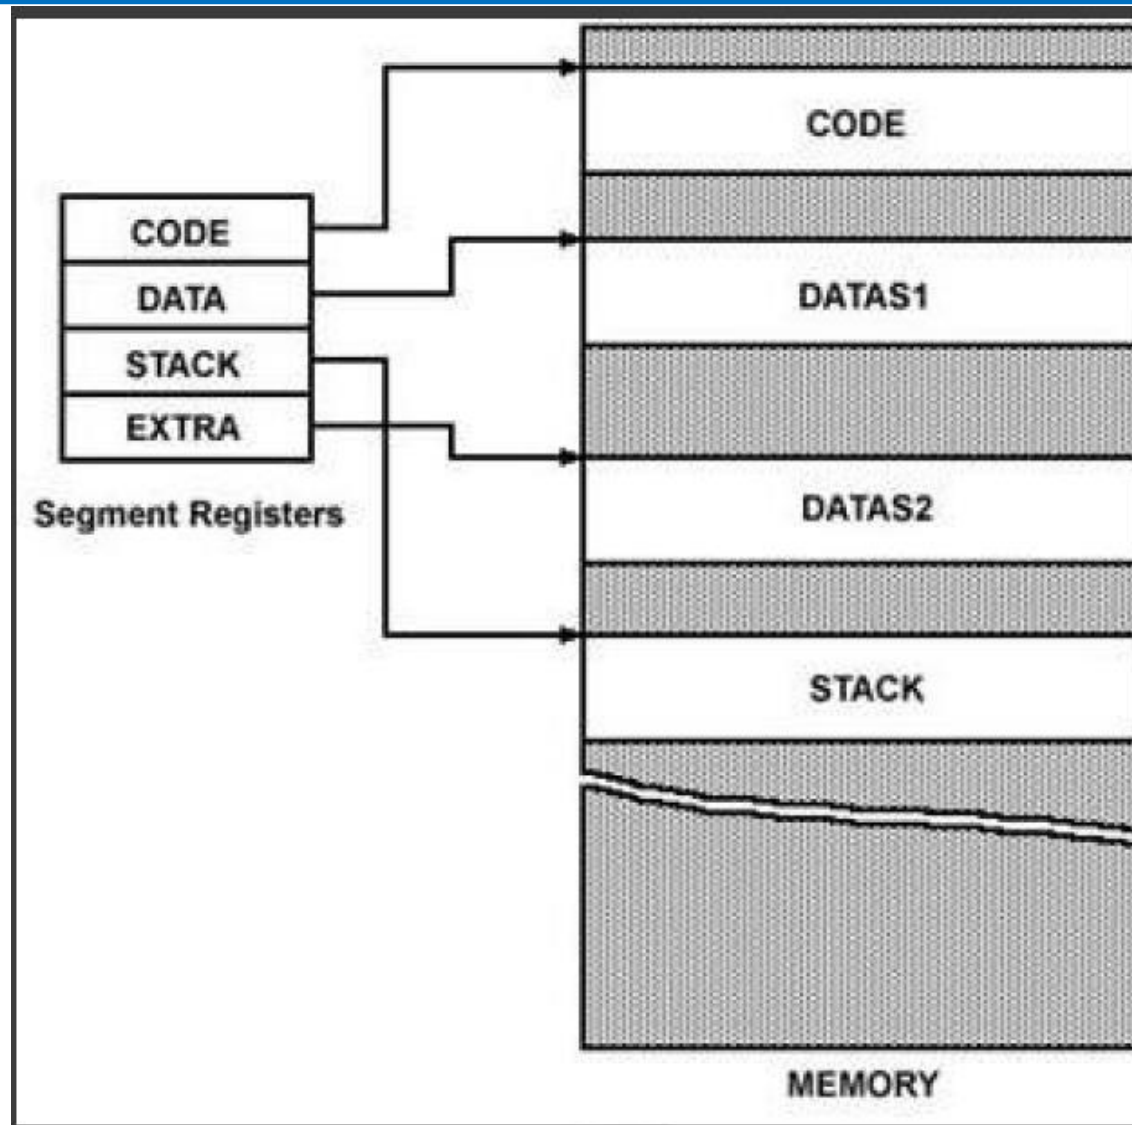 CODE
DATA
STACK
EXTRA
Segment Registers
CODE
DATAS1
DATAS2
STACK
MEMORY